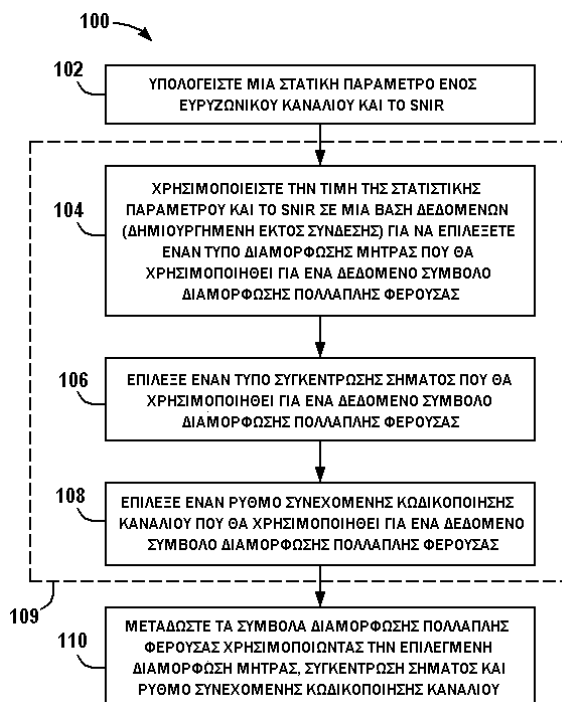 100
102
ΥΠΟΛΟΓΕΙΣΤΕ ΜΙΑ ΣΤΑΤΙΚΗ ΠΑΡΑΜΕΤΡΟ ΕΝΟΣ
ΕΥΡΥΖΩΝΙΚΟΥ ΚΑΝΑΛΙΟΥ ΚΑΙ ΤΟ SNIR
104
ΧΡΗΣΙΜΟΠΟΙΕΙΣΤΕ ΤΗΝ ΤΙΜΗ ΤΗΣ ΣΤΑΤΙΣΤΙΚΗΣ
ΠΑΡΑΜΕΤΡΟΥ ΚΑΙ ΤΟ SNIR ΣΕ ΜΙΑ ΒΑΣΗ ΔΕΔΟΜΕΝΩΝ
(ΔΗΜΙΟΥΡΓΗΜΕΝΗ ΕΚΤΟΣ ΣΥΝΔΕΣΗΣ) ΓΙΑ ΝΑ ΕΠΙΛΕΞΕΤΕ
ΕΝΑΝ ΤΥΠΟ ΔΙΑΜΟΡΦΩΣΗΣ ΜΗΤΡΑΣ ΠΟΥ ΘΑ
ΧΡΗΣΙΜΟΠΟΙΗΘΕΙ ΓΙΑ ΕΝΑ ΔΕΔΟΜΕΝΟ ΣΥΜΒΟΛΟ
ΔΙΑΜΟΡΦΩΣΗΣ ΠΟΛΛΑΠΛΗΣ ΦΕΡΟΥΣΑΣ
106
ΕΠΙΛΕΞΕ ΕΝΑΝ ΤΥΠΟ ΣΥΓΚΕΝΤΡΩΣΗΣ ΣΗΜΑΤΟΣ ΠΟΥ ΘΑ
ΧΡΗΣΙΜΟΠΟΙΗΘΕΙ ΓΙΑ ΕΝΑ ΔΕΔΟΜΕΝΟ ΣΥΜΒΟΛΟ
ΔΙΑΜΟΡΦΩΣΗΣ ΠΟΛΛΑΠΛΗΣ ΦΕΡΟΥΣΑΣ
108
ΕΠΙΛΕΞΕ ΕΝΑΝ ΡΥΘΜΟ ΣΥΝΕΧΟΜΕΝΗΣ ΚΩΔΙΚΟΠΟΙΗΣΗΣ
ΚΑΝΑΛΙΟΥ ΠΟΥ ΘΑ ΧΡΗΣΙΜΟΠΟΙΗΘΕΙ ΓΙΑ ΕΝΑ ΔΕΔΟΜΕΝΟ
ΣΥΜΒΟΛΟ ΔΙΑΜΟΡΦΩΣΗΣ ΠΟΛΛΑΠΛΗΣ ΦΕΡΟΥΣΑΣ
109
110
ΜΕΤΑΔΩΣΤΕ ΤΑ ΣΥΜΒΟΛΑ ΔΙΑΜΟΡΦΩΣΗΣ ΠΟΛΛΑΠΛΗΣ
ΦΕΡΟΥΣΑΣ ΧΡΗΣΙΜΟΠΟΙΩΝΤΑΣ ΤΗΝ ΕΠΙΛΕΓΜΕΝΗ
ΔΙΑΜΟΡΦΩΣΗ ΜΗΤΡΑΣ, ΣΥΓΚΕΝΤΡΩΣΗ ΣΗΜΑΤΟΣ ΚΑΙ
ΡΥΘΜΟ ΣΥΝΕΧΟΜΕΝΗΣ ΚΩΔΙΚΟΠΟΙΗΣΗΣ ΚΑΝΑΛΙΟΥ